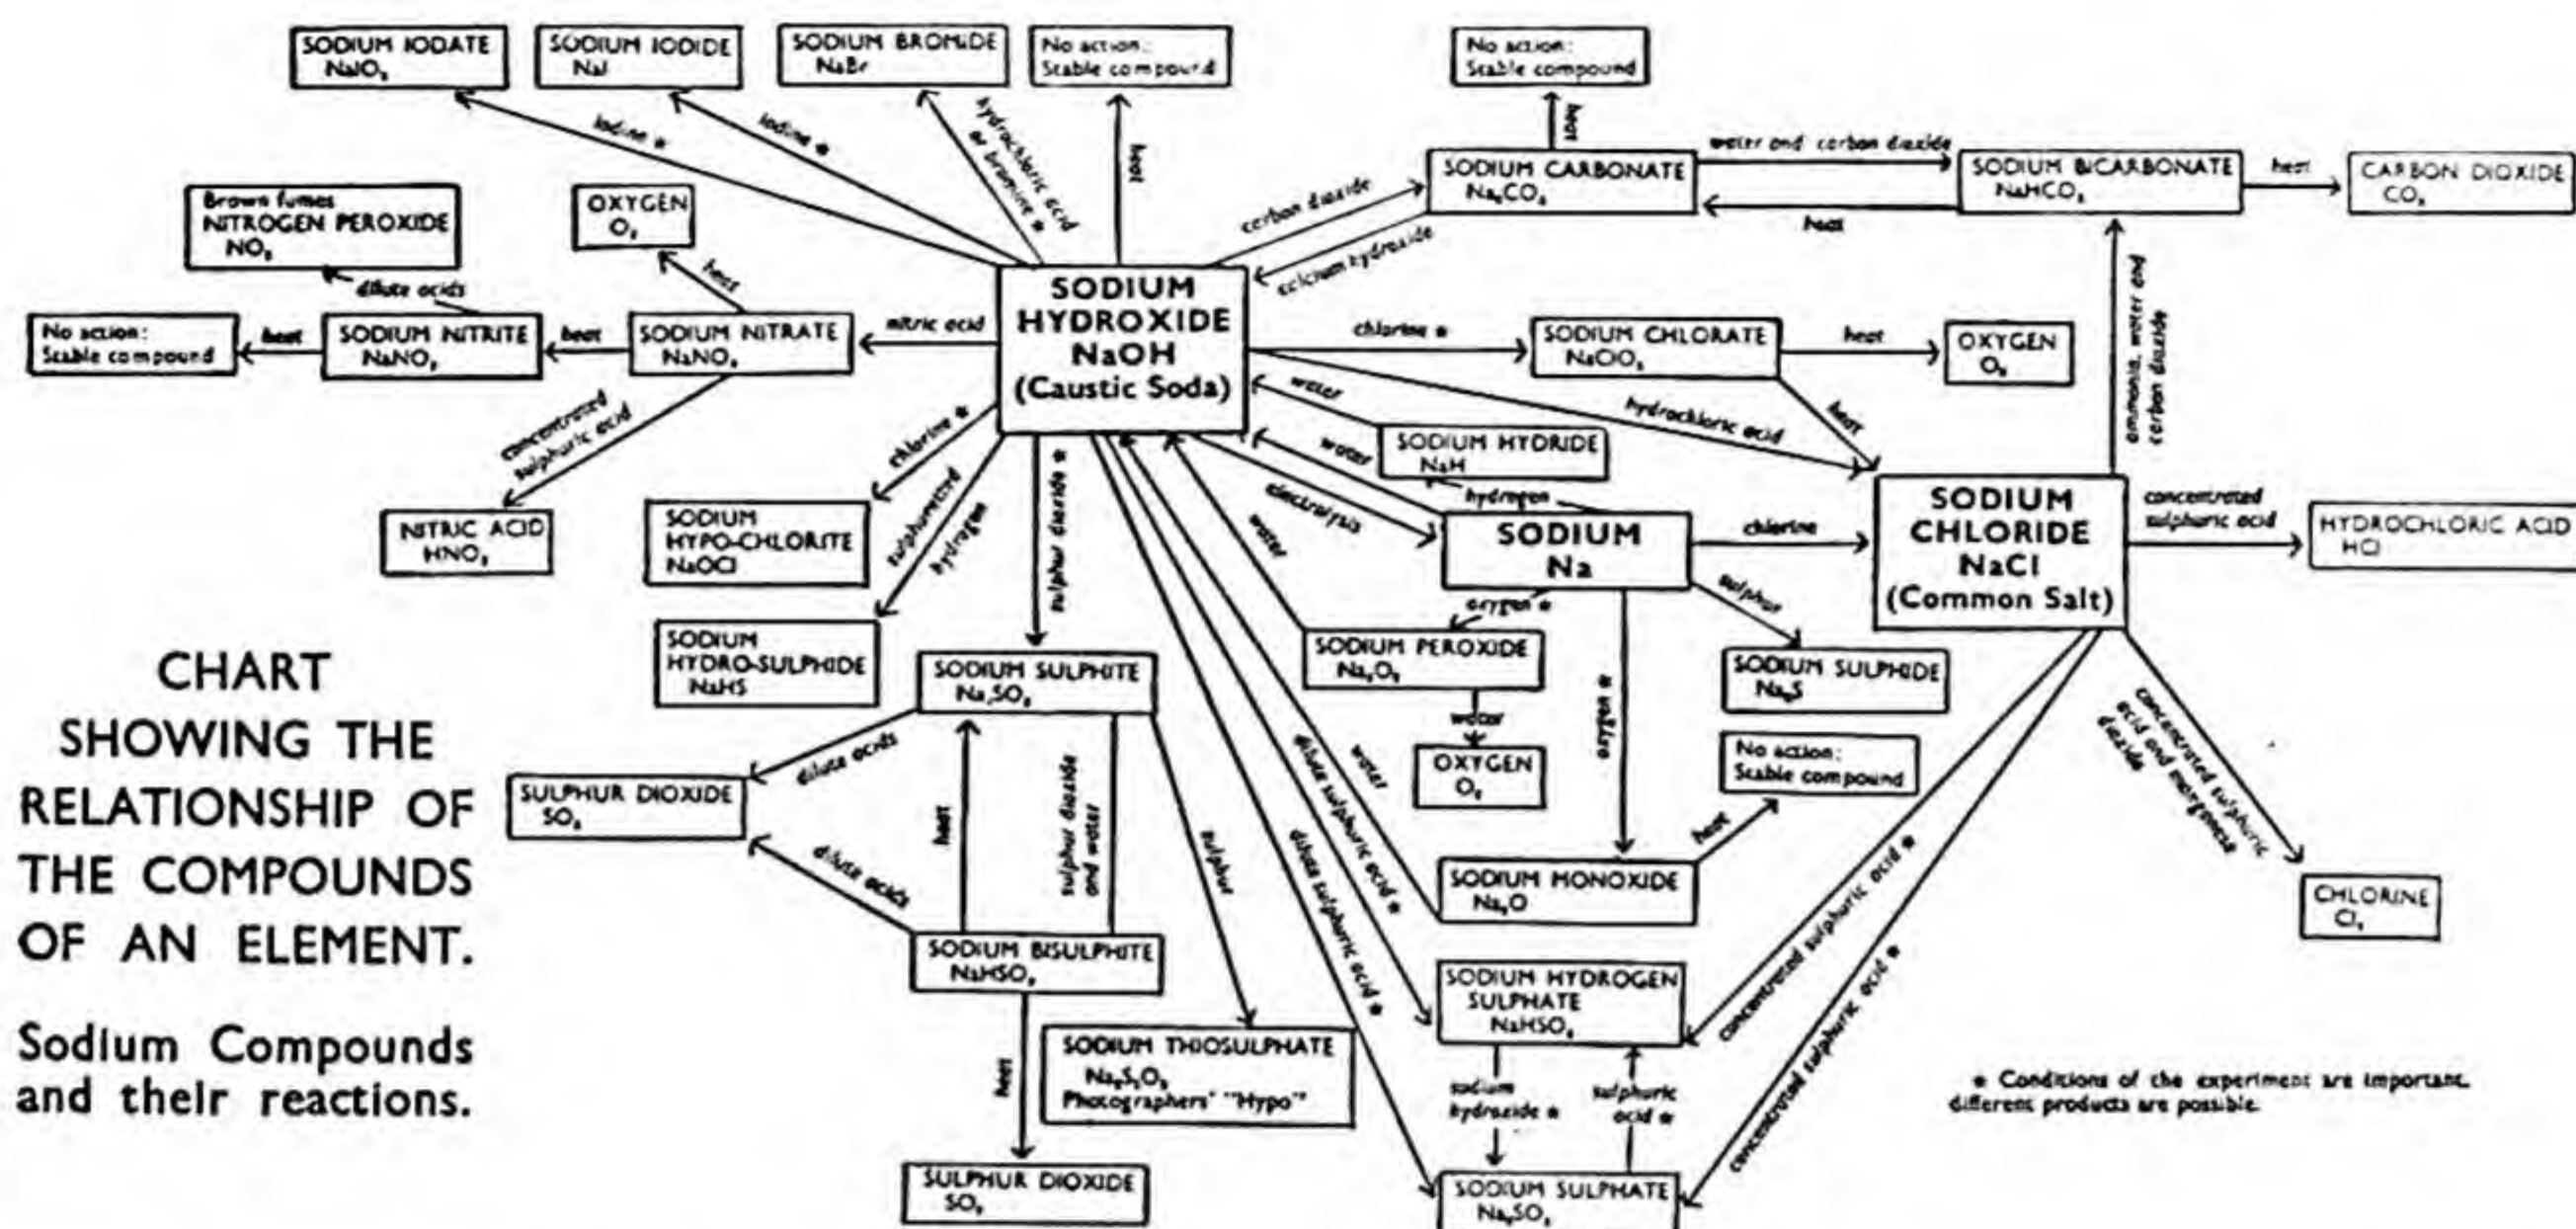 SODIUM IODATE
NaIO₃
SODIUM IODIDE
NaI
SODIUM BROMIDE
NaBr
No action:
Stable compound
No action:
Stable compound
iodine *
iodine *
hydrochloric acid
or bromine *
heat
heat
carbon dioxide
calcium hydroxide
SODIUM CARBONATE
Na₂CO₃
water and carbon dioxide
heat
SODIUM BICARBONATE
NaHCO₃
heat
CARBON DIOXIDE
CO₂
Brown fumes
NITROGEN PEROXIDE
NO₂
OXYGEN
O₂
dilute acids
heat
No action:
Stable compound
heat
SODIUM NITRITE
NaNO₂
heat
SODIUM NITRATE
NaNO₃
nitric acid
SODIUM
HYDROXIDE
NaOH
(Caustic Soda)
chlorine *
SODIUM CHLORATE
heat
OXYGEN
O₂
ammonia, water and
carbon dioxide
water
hydrochloric acid
heat
concentrated
sulphuric acid
NITRIC ACID
HNO₃
chlorine *
SODIUM
HYPO-CHLORITE
NaOCl
sulphuretted
hydrogen
sulphur dioxide *
SODIUM HYDRIDE
NaH
water
hydrogen
electrolysis
water
SODIUM
Na
chlorine
SODIUM
CHLORIDE
NaCl
(Common Salt)
concentrated
sulphuric acid
HYDROCHLORIC ACID
HCl
SODIUM
HYDRO-SULPHIDE
NaHS
SODIUM SULPHITE
Na₂SO₃
oxygen *
sulphur
SODIUM PEROXIDE
Na₂O₂
SODIUM SULPHIDE
Na₂S
water
OXYGEN
O₂
No action:
Stable compound
heat
water
SODIUM MONOXIDE
Na₂O
dilute acids
SULPHUR DIOXIDE
SO₂
dilute acids
heat
sulphur dioxide
and water
sulphur
dilute sulphuric acid *
dilute sulphuric acid *
concentrated sulphuric
acid and manganese
dioxide
CHLORINE
Cl₂
concentrated sulphuric acid *
concentrated sulphuric acid *
SODIUM BISULPHITE
NaHSO₃
heat
SODIUM THIOSULPHATE
Na₂S₂O₃
Photographers' "Hypo"
SODIUM HYDROGEN
SULPHATE
NaHSO₄
sodium
hydroxide *
sulphuric
acid *
SULPHUR DIOXIDE
SO₂
SODIUM SULPHATE
Na₂SO₄
CHART
SHOWING THE
RELATIONSHIP OF
THE COMPOUNDS
OF AN ELEMENT.
Sodium Compounds
and their reactions.
* Conditions of the experiment are important,
different products are possible.